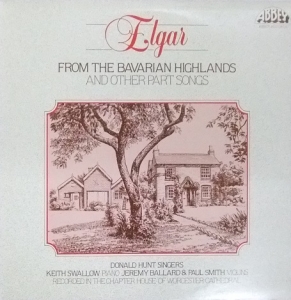 Abbey
Elgar
FROM THE BAVARIAN HIGHLANDS
AND OTHER PART SONGS
DONALD HUNT SINGERS
KEITH SWALLOW PIANO JEREMY BALLARD & PAUL SMITH VIOLINS
RECORDED IN THE CHAPTER HOUSE OF WORCESTER CATHEDRAL